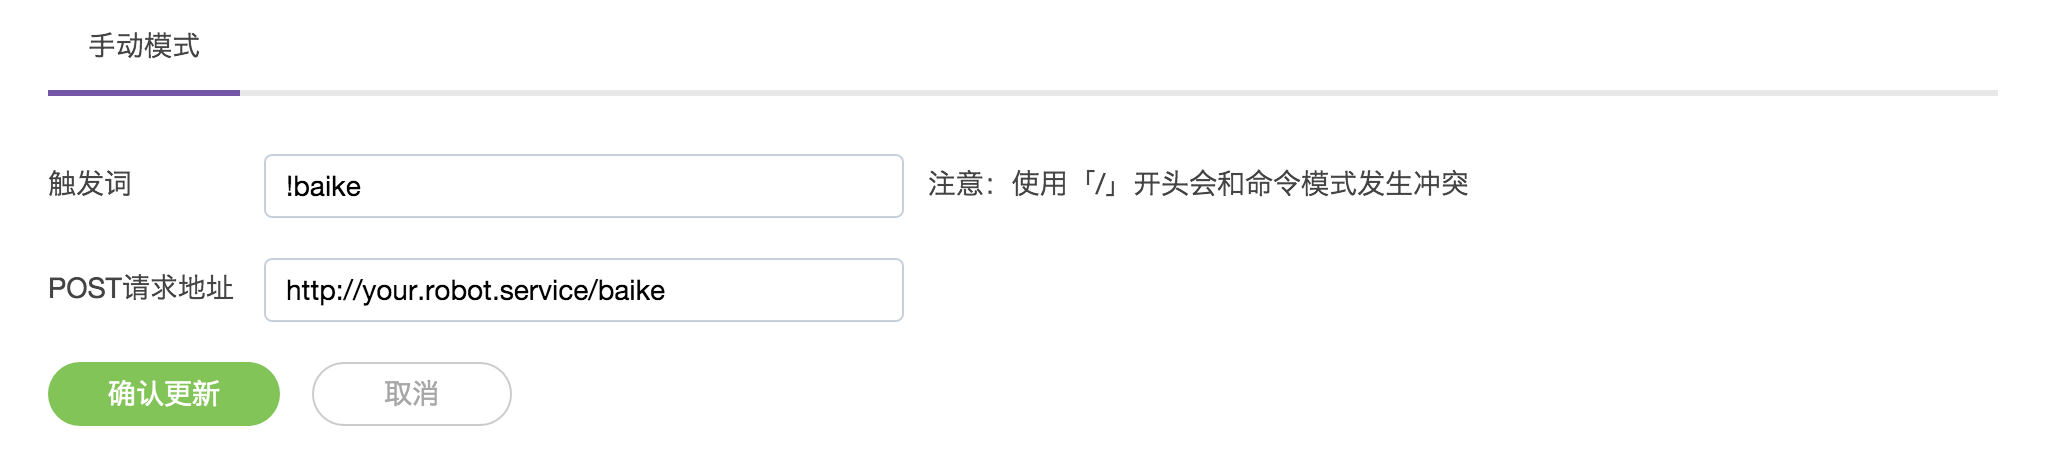 手动模式
触发词 !baike 注意：使用「/」开头会和命令模式发生冲突
POST请求地址 http://your.robot.service/baike
确认更新 取消